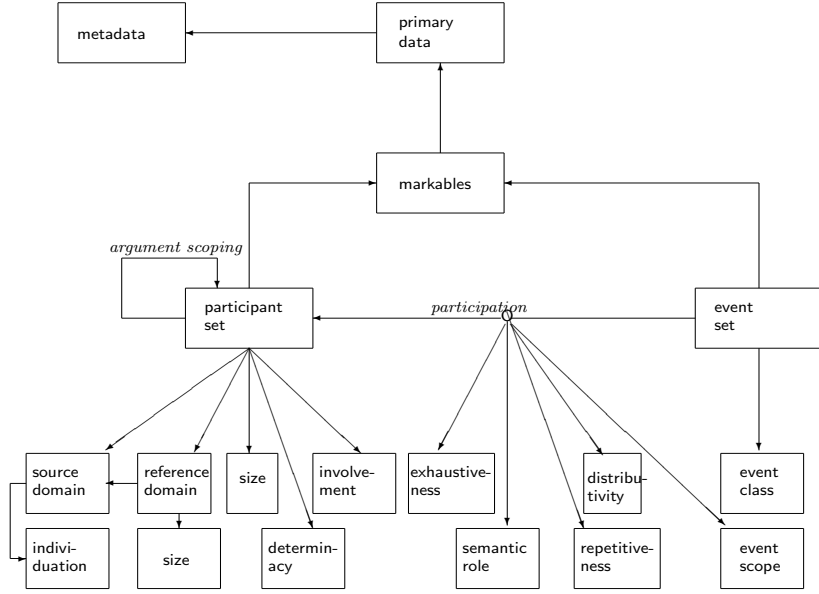 metadata
primary
data
markables
argument scoping
participant
set
participation
event
set
source
domain
reference
domain
size
involve-
ment
exhaustive-
ness
distribu-
tivity
event
class
indivi-
duation
size
determin-
acy
semantic
role
repetitive-
ness
event
scope